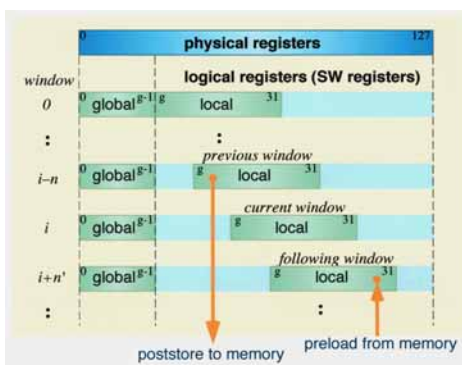 0 physical registers 127
window logical registers (SW registers)
0 0 global g-1 g local 31
: :
previous window
i–n 0 global g-1 g local 31
current window
i 0 global g-1 g local 31
following window
i+n' 0 global g-1 g local 31
: :
poststore to memory preload from memory